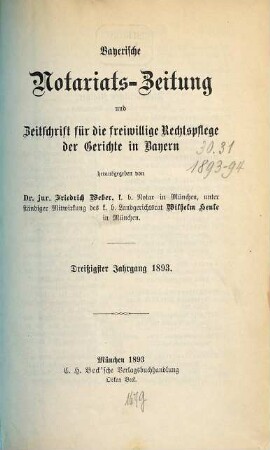 Bayerische
Notariats-Zeitung
und
Zeitschrift für die freiwillige Rechtspflege
der Gerichte in Bayern
30.31
1893-94
herausgegeben von
Dr. jur. Friedrich Weber, k. b. Notar in München, unter
ständiger Mitwirkung des k. b. Landgerichtsrat Wilhelm Henle
in München.
Dreißigster Jahrgang 1893.
München 1893
C. H. Beck'sche Verlagsbuchhandlung
Oskar Beck.